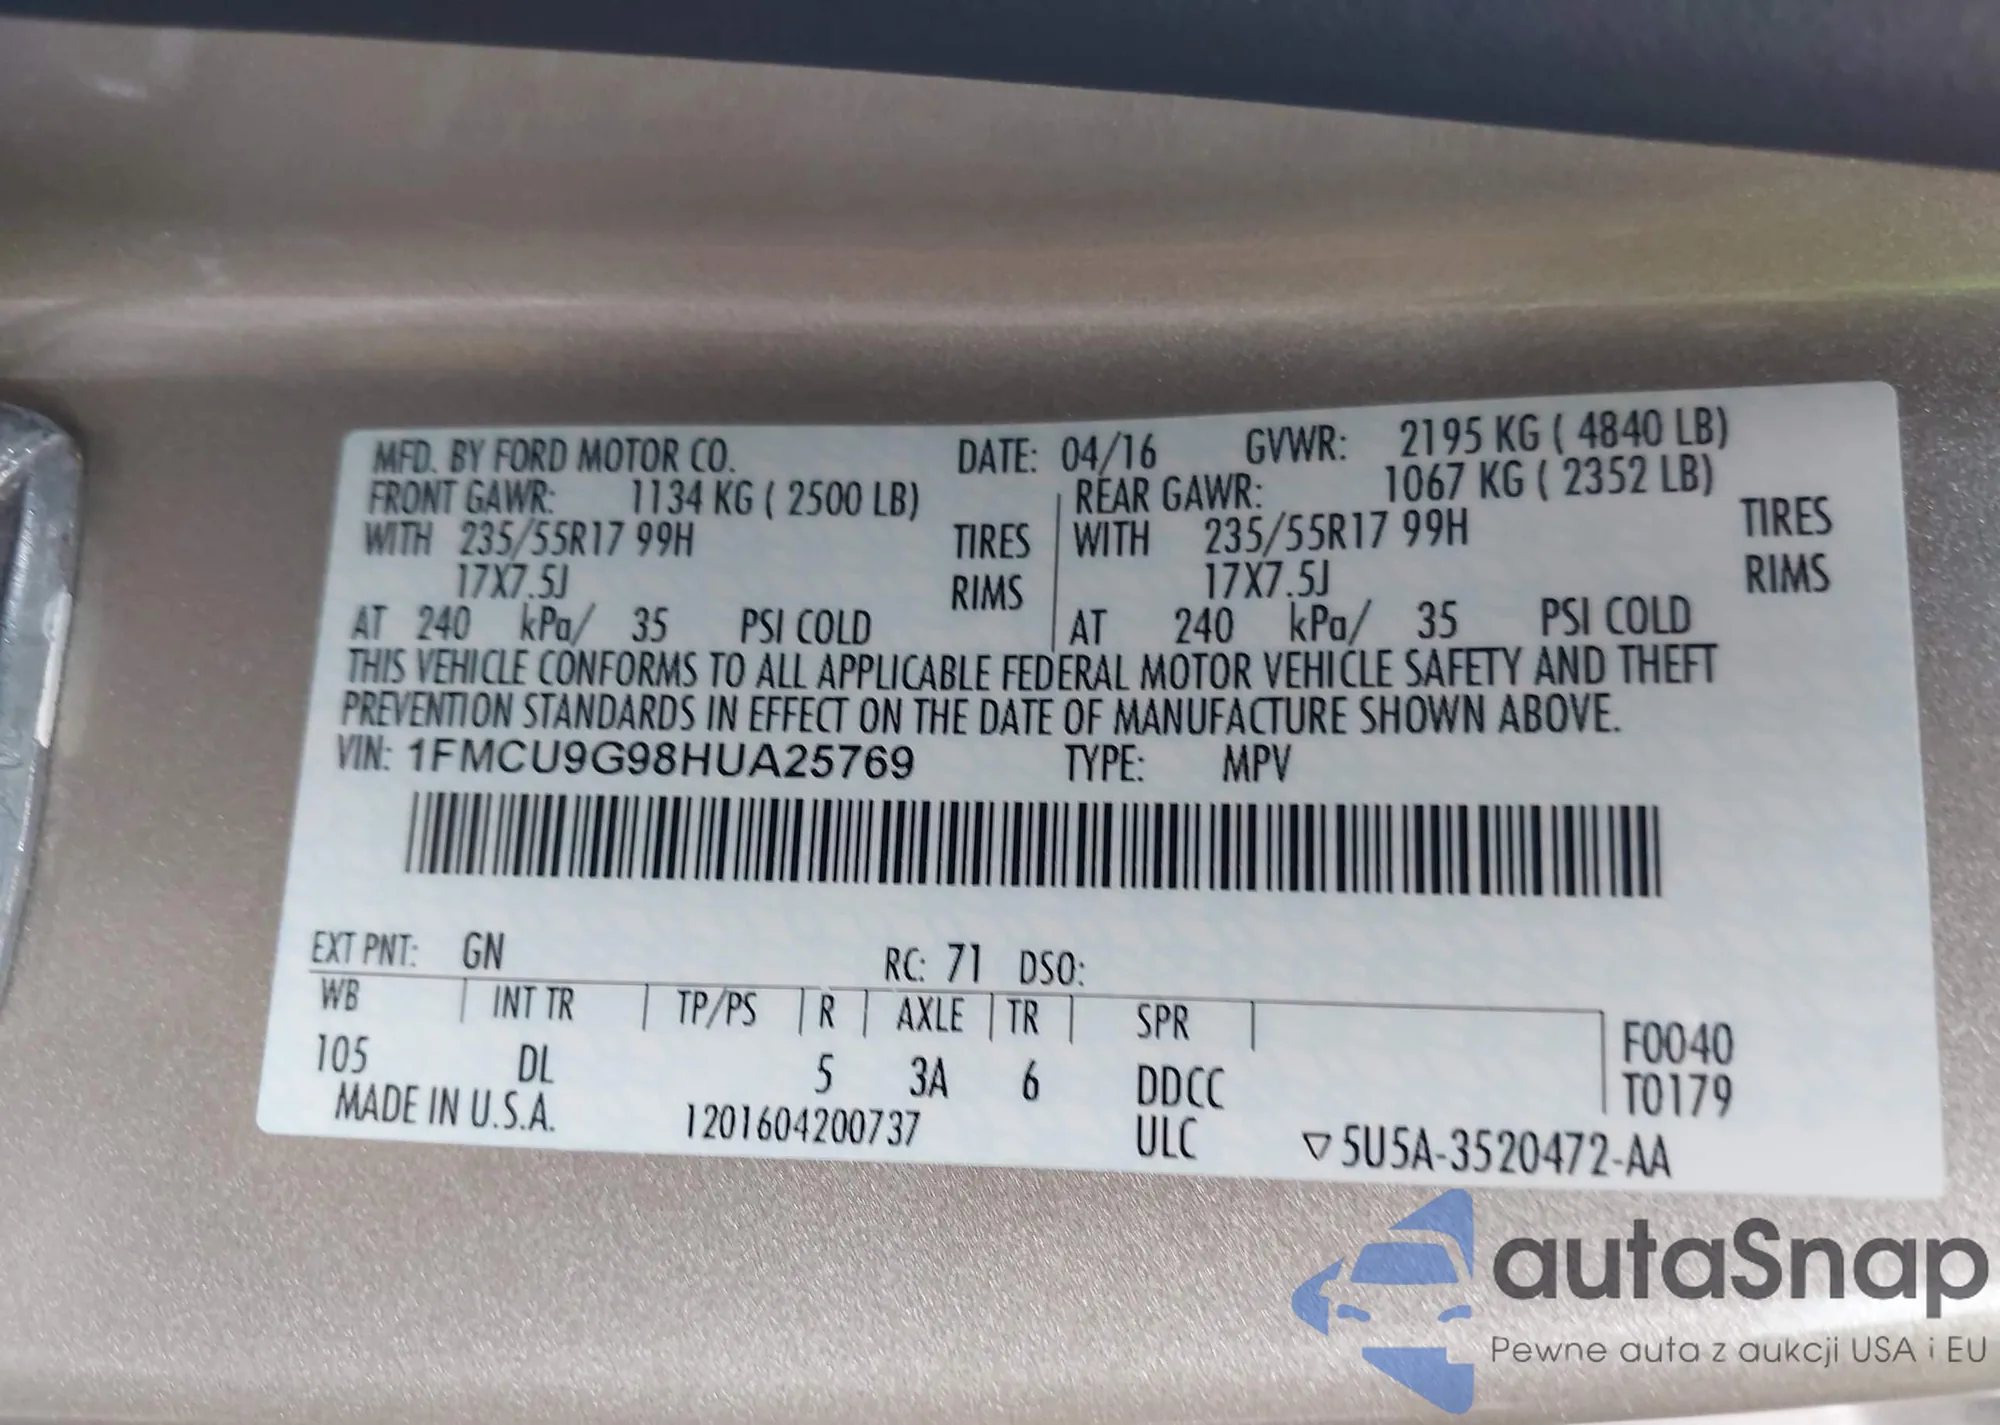 MFD. BY FORD MOTOR CO. DATE: 04/16 GVWR: 2195 KG ( 4840 LB)
FRONT GAWR: 1134 KG ( 2500 LB) REAR GAWR: 1067 KG ( 2352 LB)
WITH 235/55R17 99H TIRES WITH 235/55R17 99H TIRES
17X7.5J RIMS 17X7.5J RIMS
AT 240 kPa/ 35 PSI COLD AT 240 kPa/ 35 PSI COLD
THIS VEHICLE CONFORMS TO ALL APPLICABLE FEDERAL MOTOR VEHICLE SAFETY AND THEFT
PREVENTION STANDARDS IN EFFECT ON THE DATE OF MANUFACTURE SHOWN ABOVE.
VIN: 1FMCU9G98HUA25769 TYPE: MPV
EXT PNT: GN RC: 71 DSO:
WB INT TR TP/PS R AXLE TR SPR F0040
105 DL 5 3A 6 DDCC T0179
MADE IN U.S.A. 1201604200737 ULC ▽5U5A-3520472-AA
autaSnap
Pewne auta z aukcji USA i EU